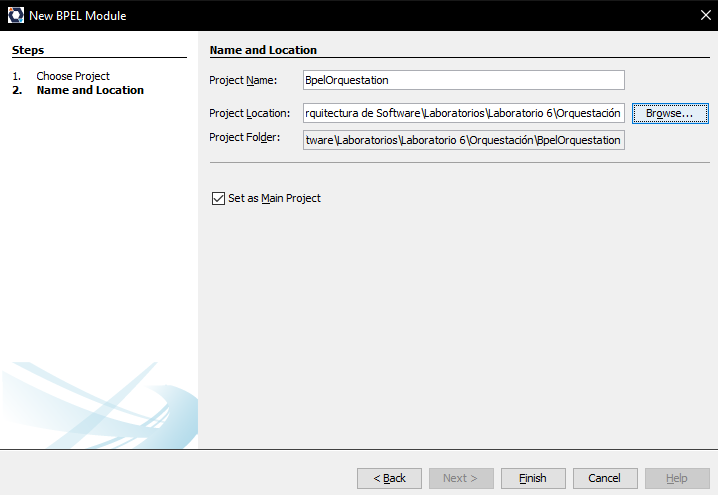 New BPEL Module
Steps
1. Choose Project
2. Name and Location
Name and Location
Project Name: BpelOrquestation
Project Location: rquitectura de Software\Laboratorios\Laboratorio 6\Orquestación Browse...
Project Folder: tware\Laboratorios\Laboratorio 6\Orquestación\BpelOrquestation
Set as Main Project
< Back Next > Finish Cancel Help